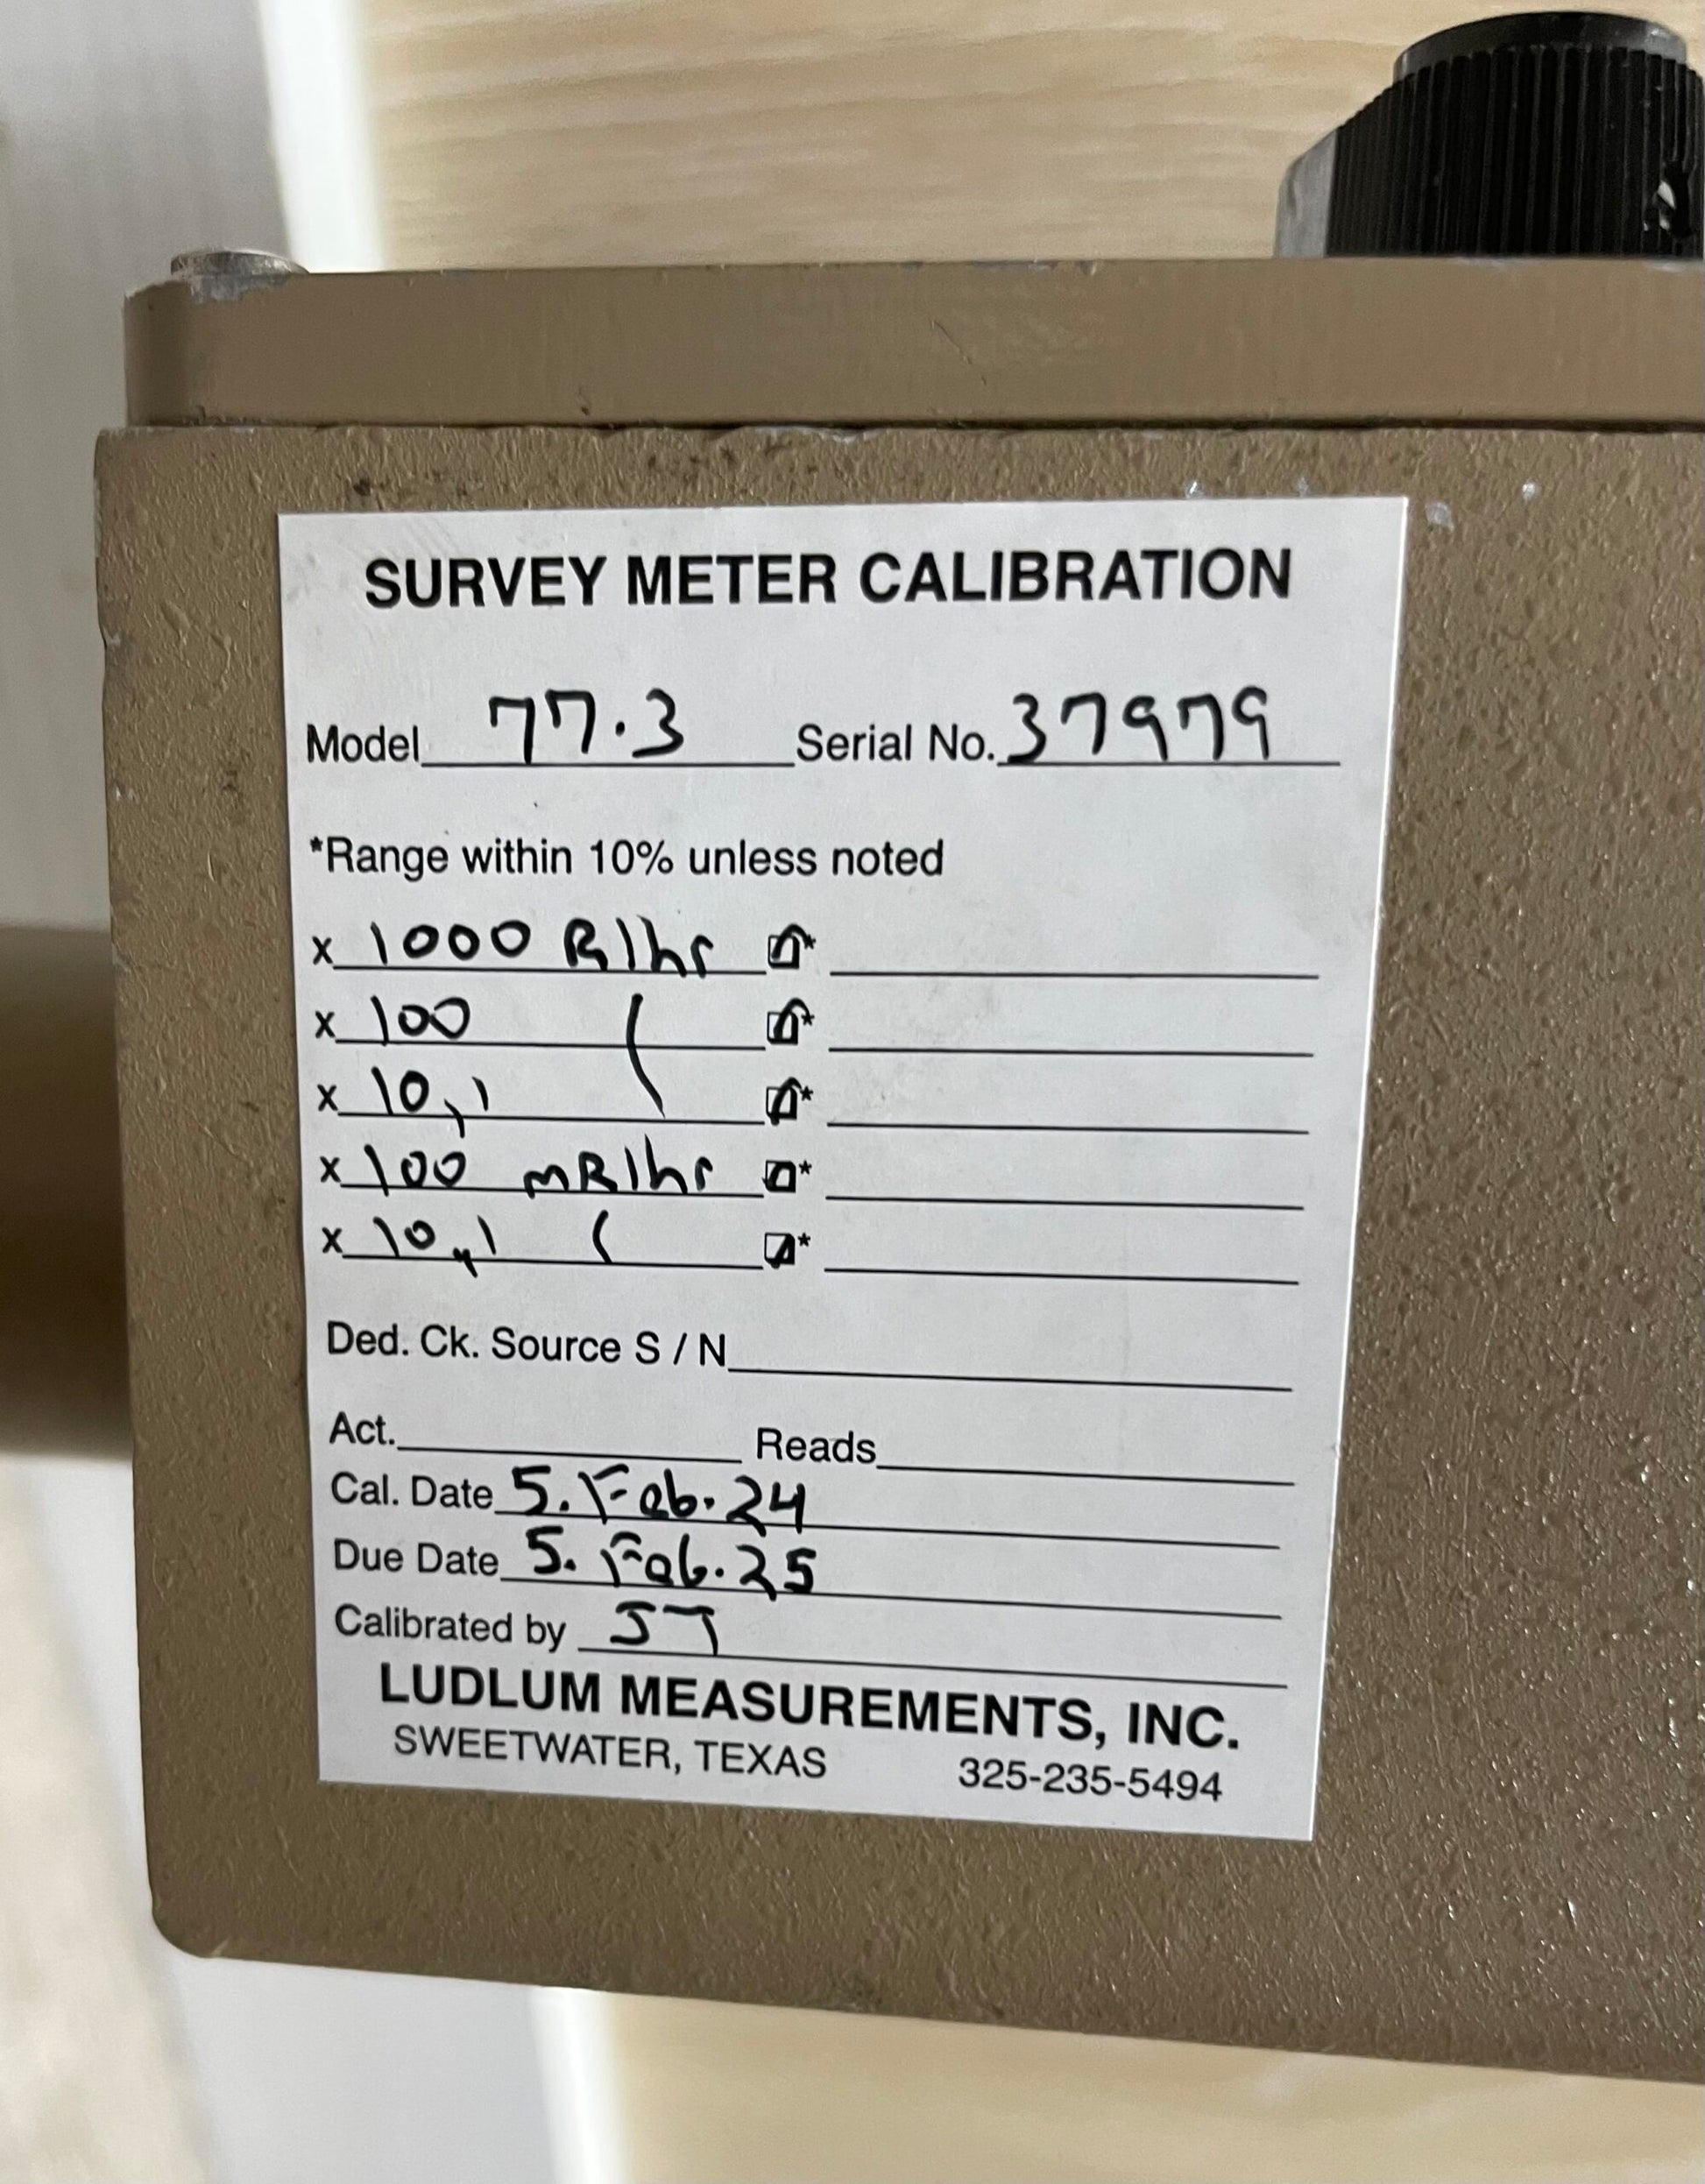 SURVEY METER CALIBRATION
Model 77.3 Serial No. 37979
*Range within 10% unless noted
x 1000 R/hr *
x 100 *
x 10,1 *
x 100 mR/hr *
x 10,1 *
Ded. Ck. Source S / N
Act. Reads
Cal. Date 5. Feb. 24
Due Date 5. Feb. 25
Calibrated by JT
LUDLUM MEASUREMENTS, INC.
SWEETWATER, TEXAS 325-235-5494